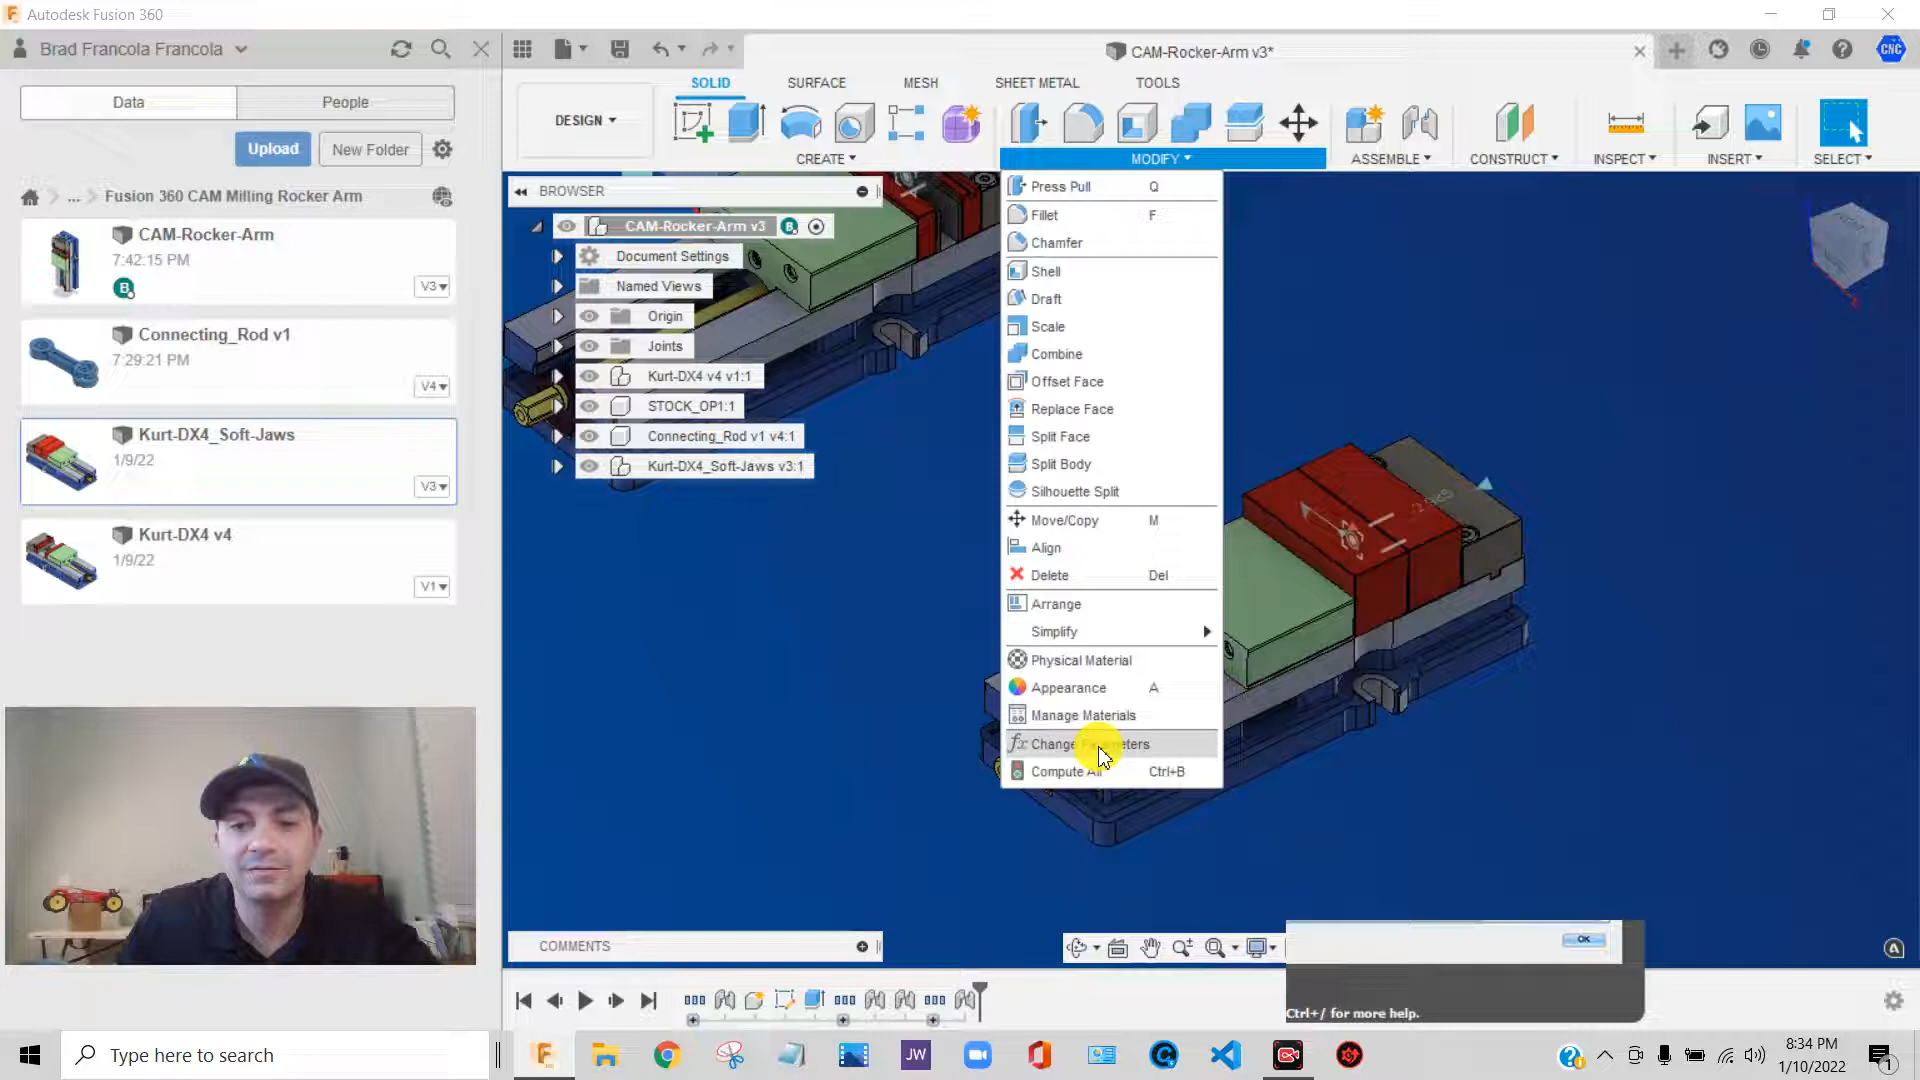 Autodesk Fusion 360
Brad Francola Francola
CAM-Rocker-Arm v3*
CNC
SOLID
SURFACE
MESH
SHEET METAL
TOOLS
Data
People
DESIGN
Upload
New Folder
CREATE
MODIFY
ASSEMBLE
CONSTRUCT
INSPECT
INSERT
SELECT
... Fusion 360 CAM Milling Rocker Arm
CAM-Rocker-Arm
7:42:15 PM
B
V3
Connecting_Rod v1
7:29:21 PM
V4
Kurt-DX4_Soft-Jaws
1/9/22
V3
Kurt-DX4 v4
1/9/22
V1
BROWSER
CAM-Rocker-Arm v3
B
Document Settings
Named Views
Origin
Joints
Kurt-DX4 v4 v1:1
STOCK_OP1:1
Connecting_Rod v1 v4:1
Kurt-DX4_Soft-Jaws v3:1
Press Pull Q
Fillet F
Chamfer
Shell
Draft
Scale
Combine
Offset Face
Replace Face
Split Face
Split Body
Silhouette Split
Move/Copy M
Align
Delete Del
Arrange
Simplify
Physical Material
Appearance A
Manage Materials
Change Parameters
Compute All Ctrl+B
COMMENTS
OK
Ctrl+/ for more help.
Type here to search
JW
8:34 PM
1/10/2022
1